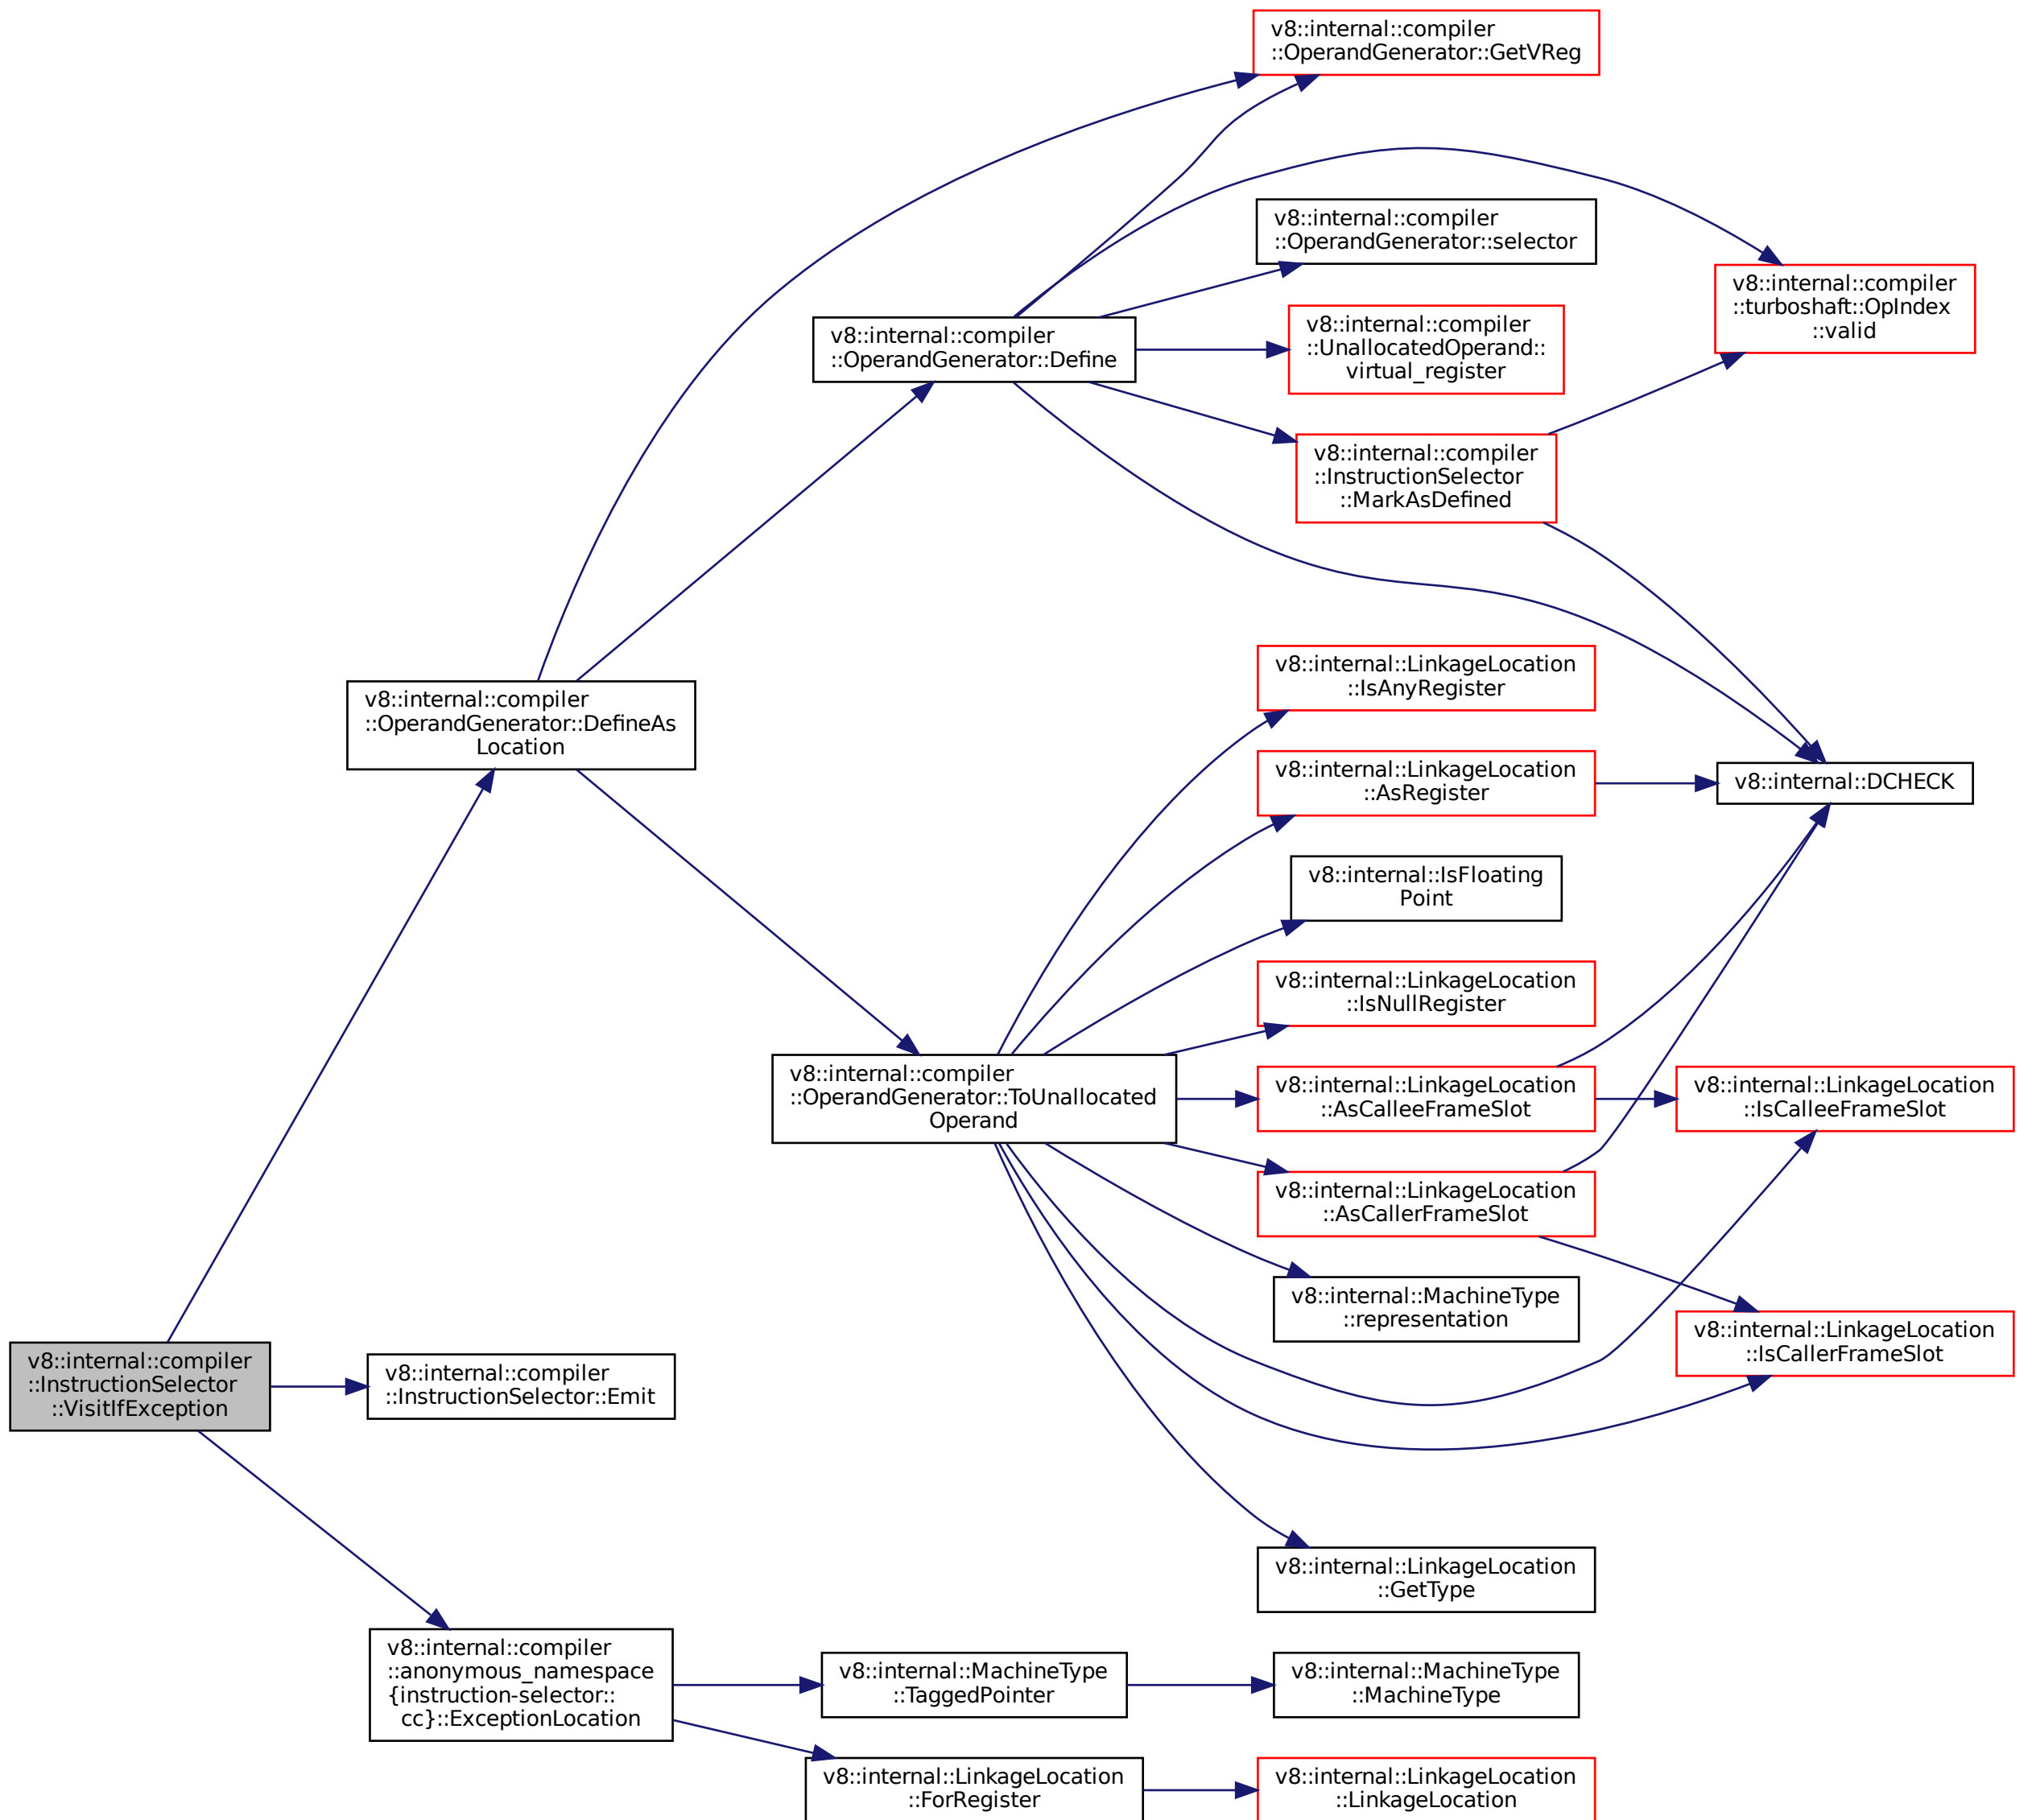 v8::internal::compiler
::OperandGenerator::GetVReg
v8::internal::compiler
::OperandGenerator::selector
v8::internal::compiler
::turboshaft::OpIndex
::valid
v8::internal::compiler
::OperandGenerator::Define
v8::internal::compiler
::UnallocatedOperand::
virtual_register
v8::internal::compiler
::InstructionSelector
::MarkAsDefined
v8::internal::LinkageLocation
::IsAnyRegister
v8::internal::compiler
::OperandGenerator::DefineAs
Location
v8::internal::LinkageLocation
::AsRegister
v8::internal::DCHECK
v8::internal::IsFloating
Point
v8::internal::LinkageLocation
::IsNullRegister
v8::internal::compiler
::OperandGenerator::ToUnallocated
Operand
v8::internal::LinkageLocation
::AsCalleeFrameSlot
v8::internal::LinkageLocation
::IsCalleeFrameSlot
v8::internal::LinkageLocation
::AsCallerFrameSlot
v8::internal::MachineType
::representation
v8::internal::LinkageLocation
::IsCallerFrameSlot
v8::internal::compiler
::InstructionSelector
::VisitIfException
v8::internal::compiler
::InstructionSelector::Emit
v8::internal::LinkageLocation
::GetType
v8::internal::compiler
::anonymous_namespace
{instruction-selector::
cc}::ExceptionLocation
v8::internal::MachineType
::TaggedPointer
v8::internal::MachineType
::MachineType
v8::internal::LinkageLocation
::ForRegister
v8::internal::LinkageLocation
::LinkageLocation